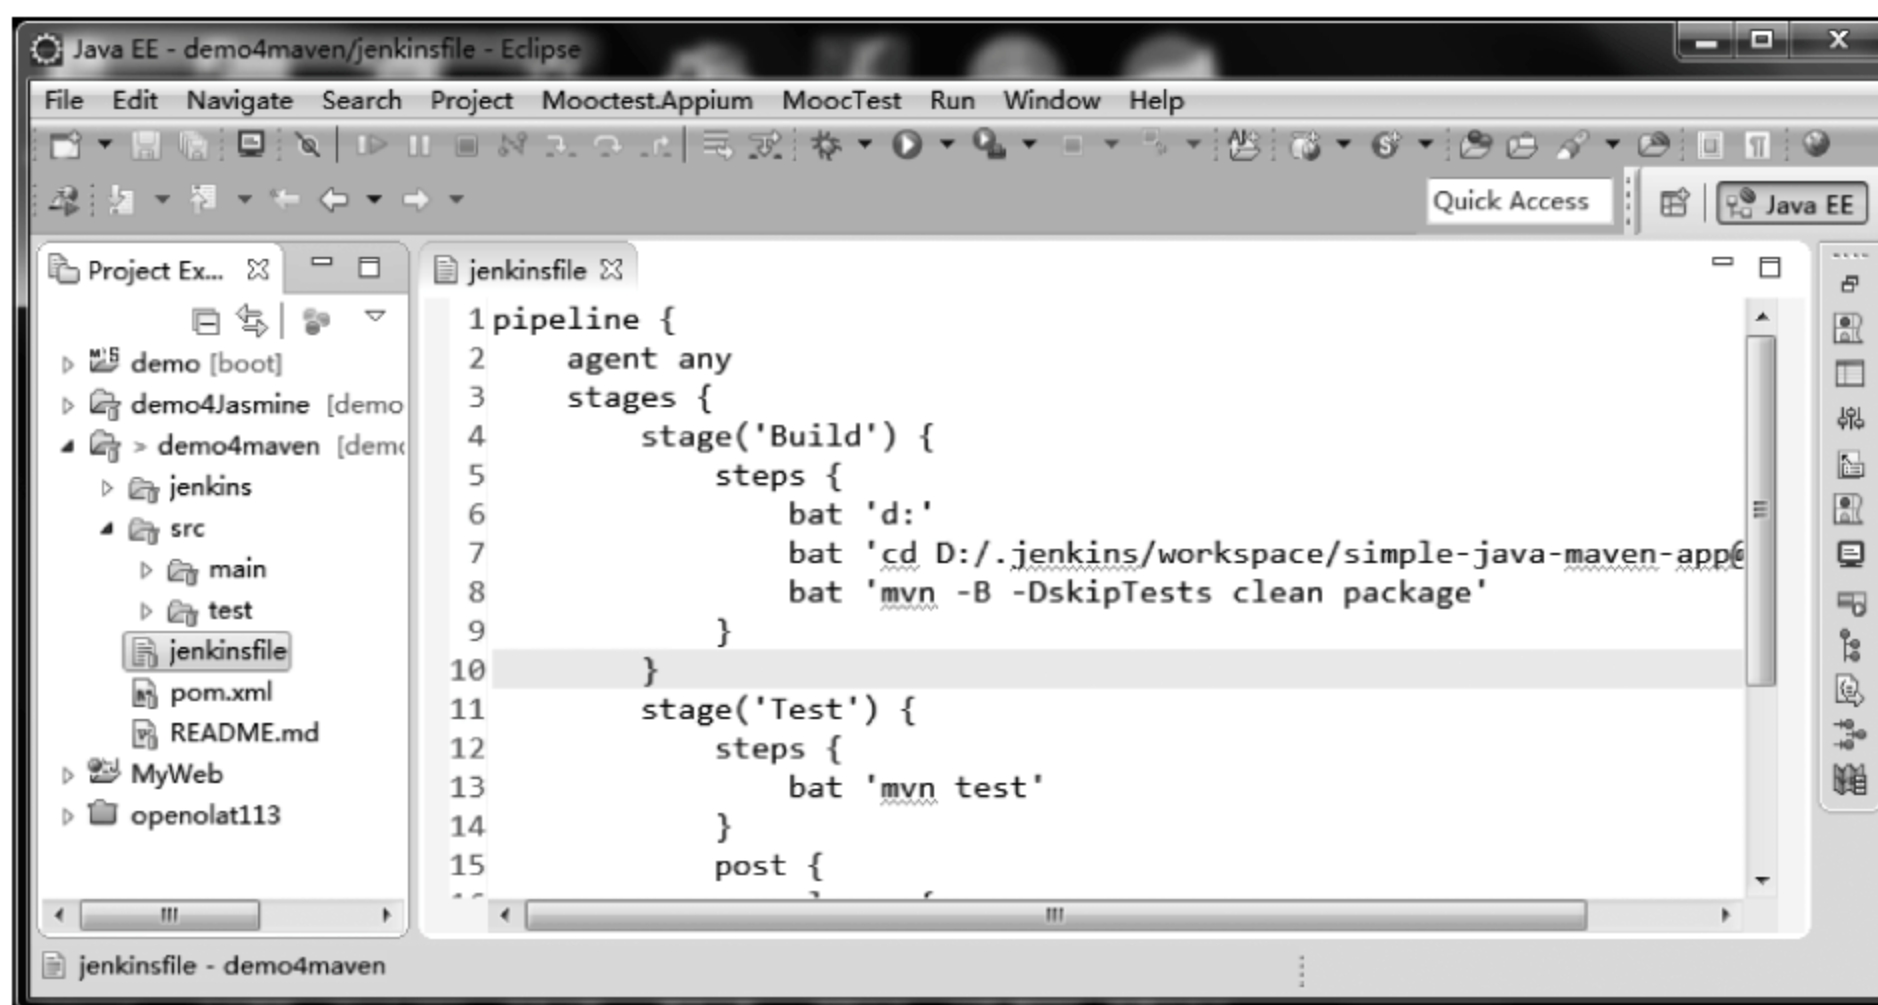 Java EE - demo4maven/jenkinsfile - Eclipse
File Edit Navigate Search Project Mooctest.Appium MoocTest Run Window Help
Quick Access
Java EE
Project Ex...
demo [boot]
demo4Jasmine [demo
> demo4maven [demo
jenkins
src
main
test
jenkinsfile
pom.xml
README.md
MyWeb
openolat113
jenkinsfile
1 pipeline {
2 agent any
3 stages {
4 stage('Build') {
5 steps {
6 bat 'd:'
7 bat 'cd D:/.jenkins/workspace/simple-java-maven-app@
8 bat 'mvn -B -DskipTests clean package'
9 }
10 }
11 stage('Test') {
12 steps {
13 bat 'mvn test'
14 }
15 post {
jenkinsfile - demo4maven